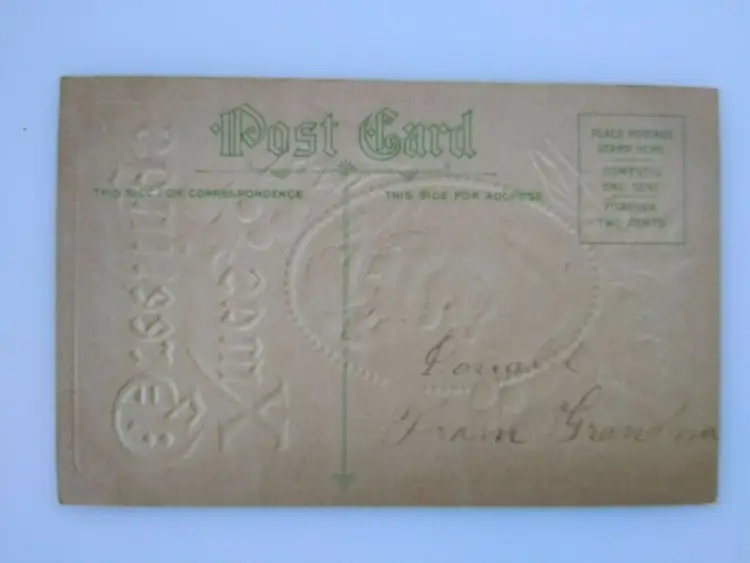 Post Card
THIS SIDE FOR CORRESPONDENCE
THIS SIDE FOR ADDRESS
PLACE POSTAGE
STAMP HERE
DOMESTIC
ONE CENT
FOREIGN
TWO CENTS
From Grandma
Xmas